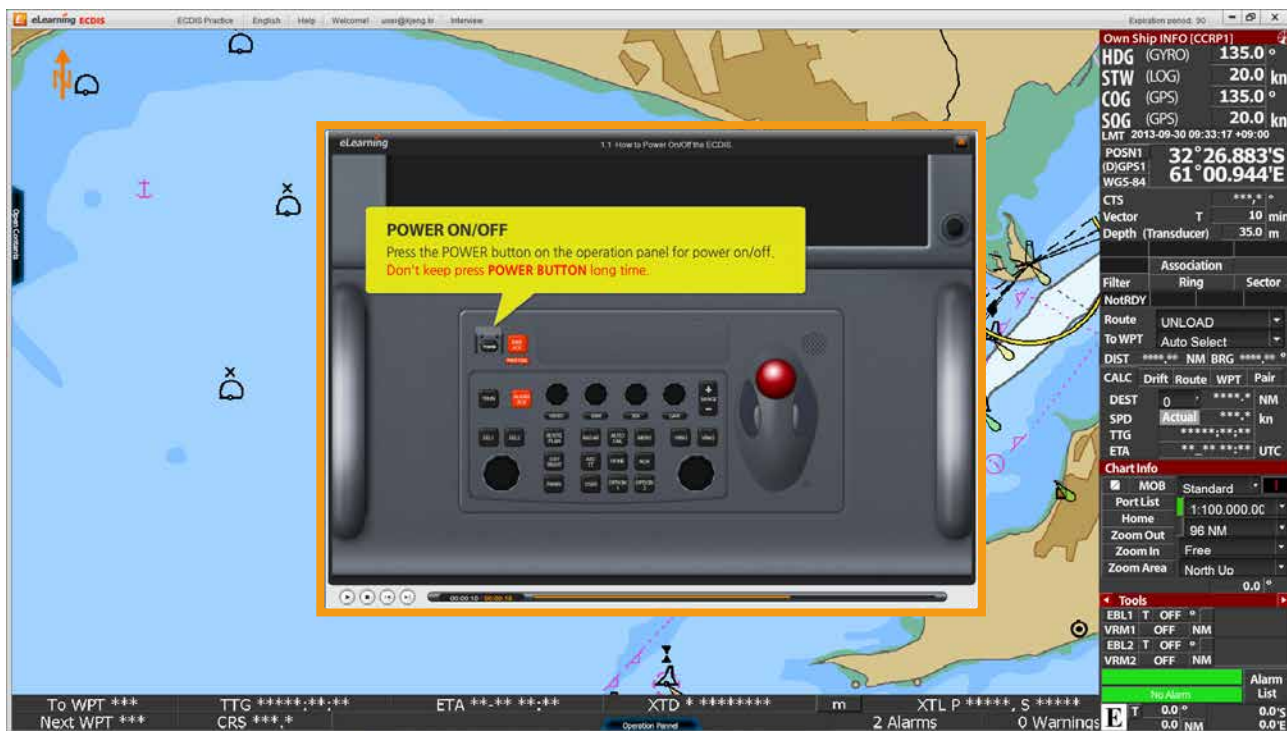 eLearning ECDIS ECDIS Practice English Help Welcome! user@kjeng.kr Interview Expiration period: 90
N
Open Contents
eLearning 1.1 How to Power On/Off the ECDIS
POWER ON/OFF
Press the POWER button on the operation panel for power on/off.
Don't keep press POWER BUTTON long time.
+
-
HOME
00:00:10
Own Ship INFO [CCRP1]
HDG (GYRO) 135.0 °
STW (LOG) 20.0 kn
COG (GPS) 135.0 °
SOG (GPS) 20.0 kn
LMT 2013-09-30 09:33:17 +09:00
POSN1 32°26.883'S
(D)GPS1
WGS-84 61°00.944'E
CTS ***.* °
Vector T 10 min
Depth (Transducer) 35.0 m
Association
Filter Ring Sector
NotRDY
Route UNLOAD
To WPT Auto Select
DIST ****.** NM BRG ****.** °
CALC Drift Route WPT Pair
DEST 0 ****.* NM
SPD Actual ***.* kn
TTG *****:**:**
ETA **_** **:** UTC
Chart Info
MOB Standard 1
Port List 1:100.000.00
Home
Zoom Out 96 NM
Zoom In Free
Zoom Area North Up
0.0 °
Tools
EBL1 T OFF °
VRM1 OFF NM
EBL2 T OFF °
VRM2 OFF NM
No Alarm Alarm List
E T 0.0 ° 0.0'S
0.0 NM 0.0'E
To WPT *** TTG *****:**:** ETA **-** **:** XTD * ******** m XTL P *****, S *****
Next WPT *** CRS ***.* Operation Pannel 2 Alarms 0 Warnings